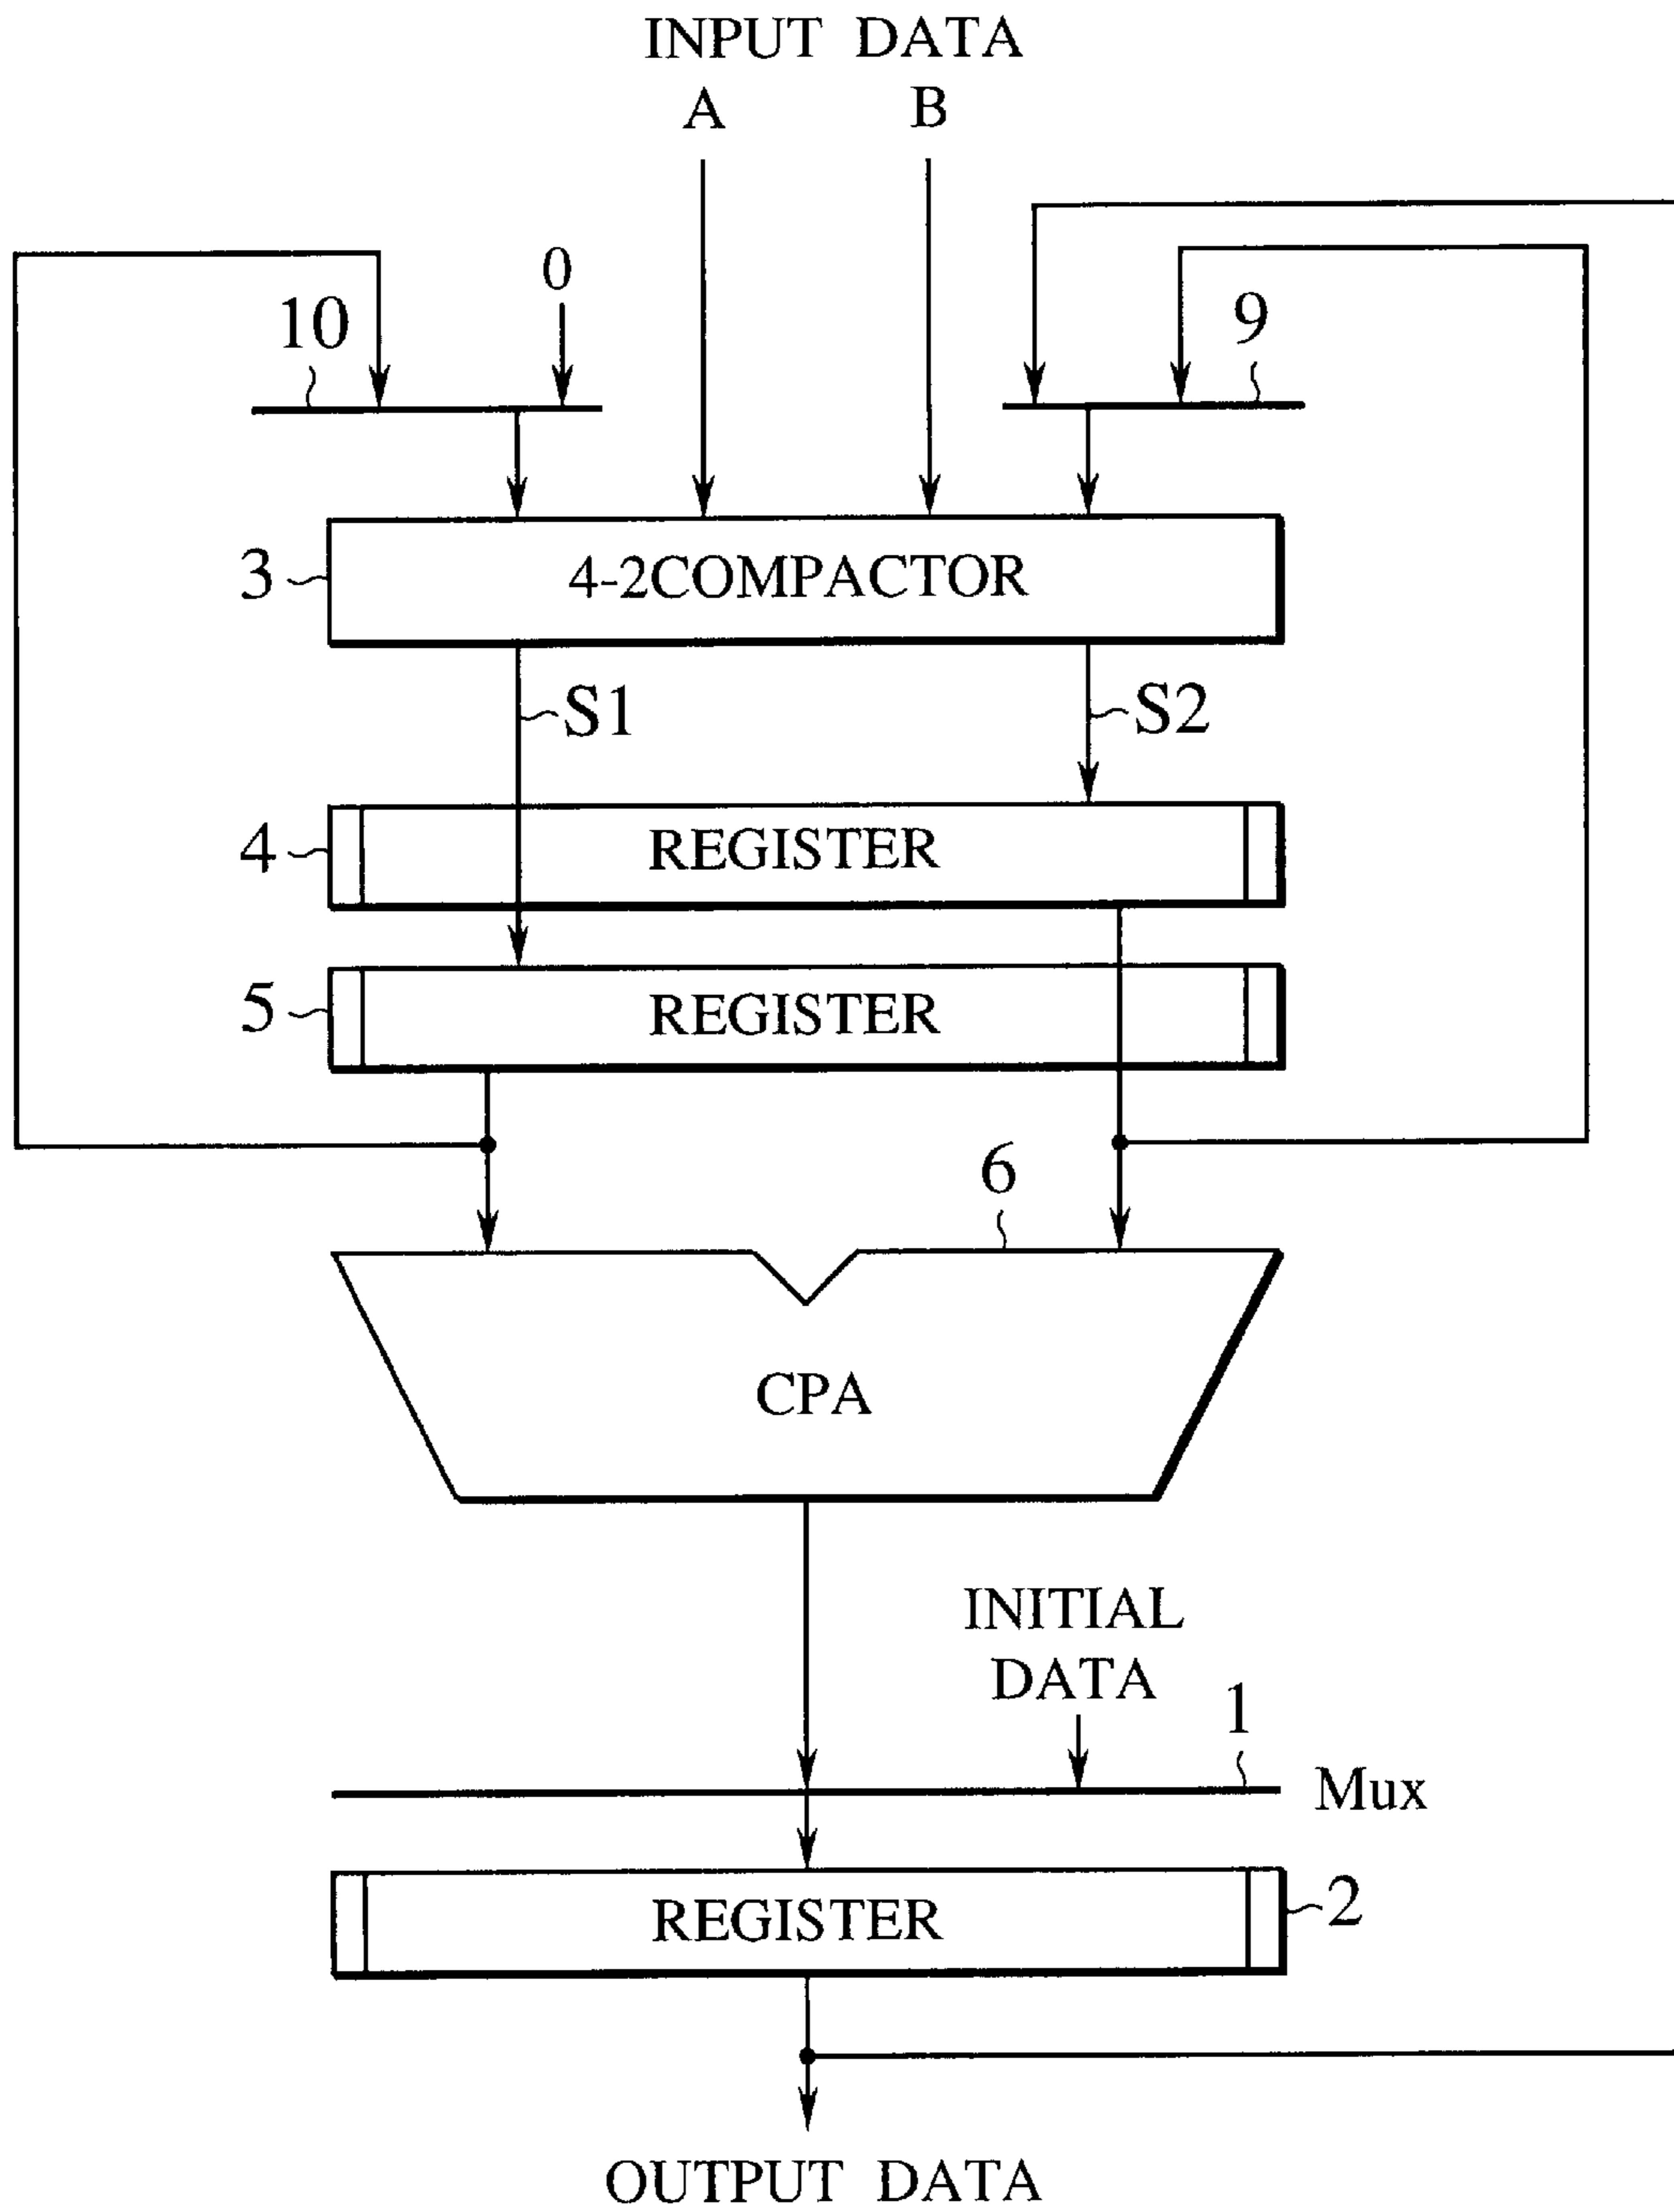 INPUT DATA
A B
0
10
9
3
4-2COMPACTOR
S1
S2
4
REGISTER
5
REGISTER
6
CPA
INITIAL
DATA
1
Mux
REGISTER
2
OUTPUT DATA